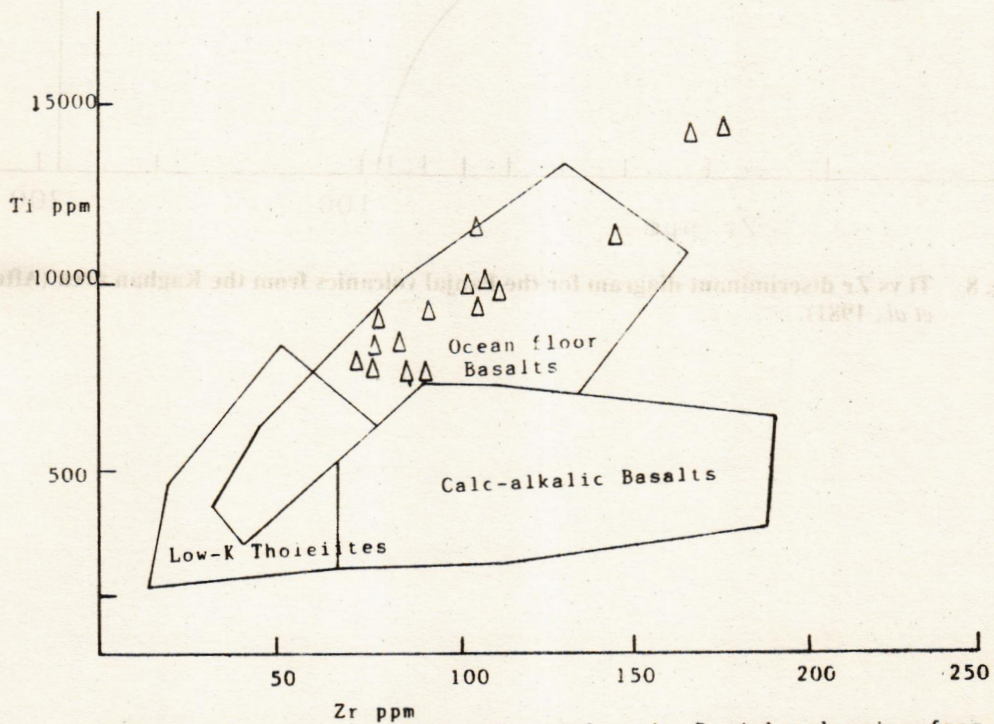 15000
Ti ppm
10000
Ocean floor
Basalts
500
Calc-alkalic Basalts
Low-K Tholeiites
50
100
150
200
250
Zr ppm